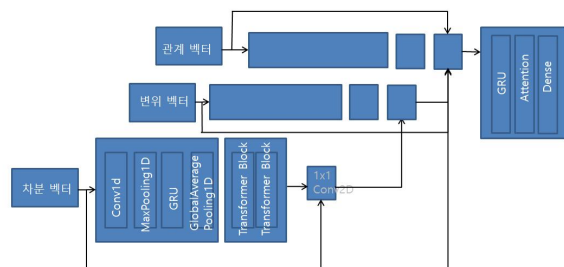 관계 벡터
변위 벡터
차분 벡터
Conv1d
MaxPooling1D
GRU
GlobalAverage
Pooling1D
Transformer Block
Transformer Block
1x1
Conv2D
GRU
Attention
Dense